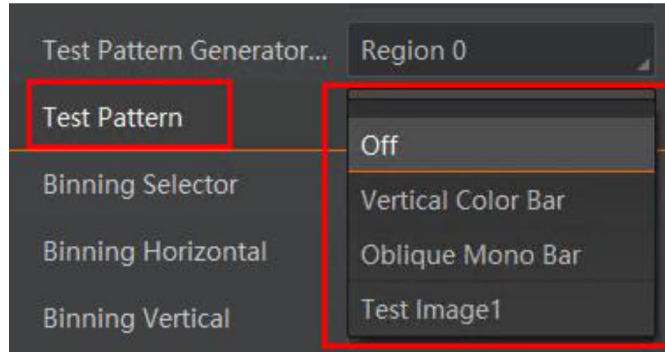 Test Pattern Generator... Region 0
Test Pattern
Off
Binning Selector
Vertical Color Bar
Binning Horizontal
Oblique Mono Bar
Binning Vertical
Test Image1